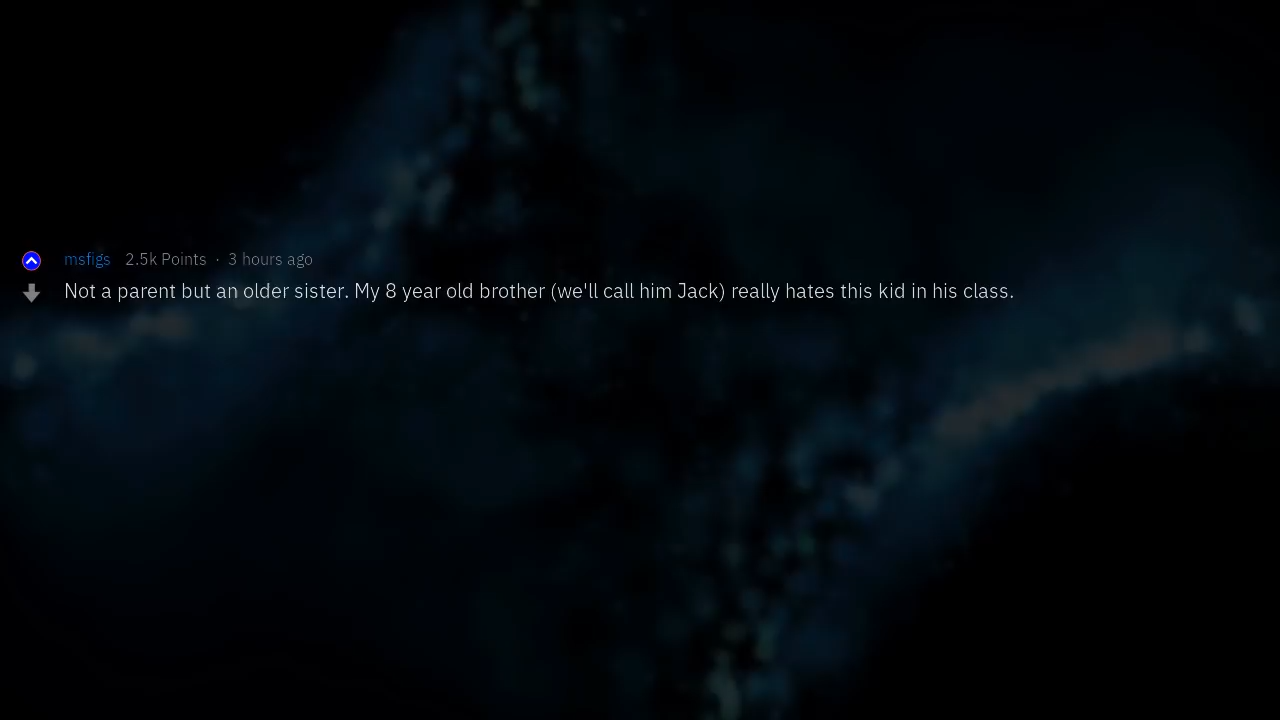 msfigs 2.5k Points · 3 hours ago
Not a parent but an older sister. My 8 year old brother (we'll call him Jack) really hates this kid in his class.